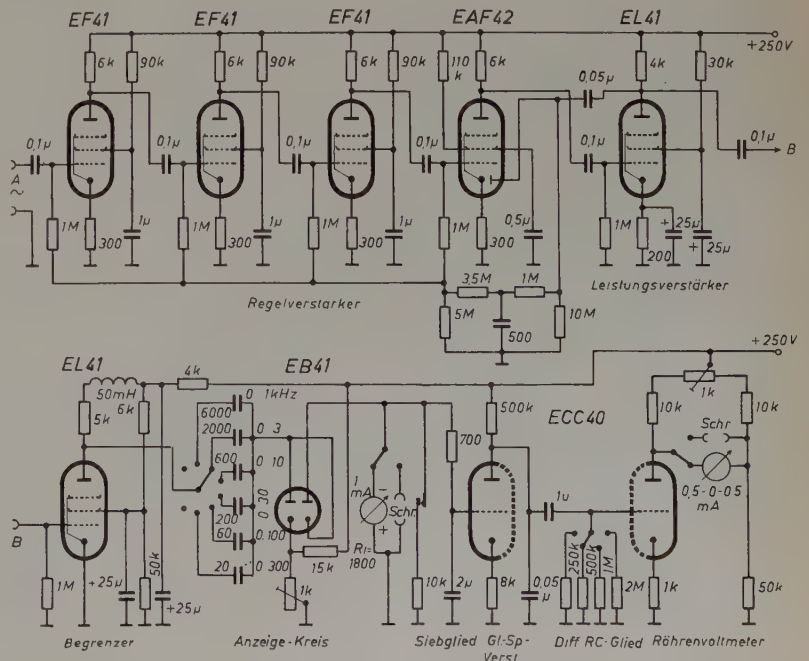 EF41 EF41 EF41 EAF42 EL41
+250V
6k 90k 6k 90k 6k 90k 110k 6k 4k 30k
0,05µ
0,1µ 0,1µ 0,1µ 0,1µ 0,1µ 0,1µ
A
~
B
1M 300 1µ 1M 300 1µ 1M 300 1µ 1M 300 0,5µ 1M 200 + 25µ + 25µ
3,5M 1M
Regelverstärker
Leistungsverstärker
5M 500 10M
+250V
EL41 4k EB41 ECC40
50mH 6k 5k
0 1kHz
6000
2000 0 3
600 0 10
200 0 30
60 0.100
20 0 300
500k 700
1k
10k 10k
Schr.
0,5-0-05
mA
1
mA
− +
Schr.
Ri=
1800
1u
250k 500k 1M 2M
B
1M +25µ 50k +25µ
15k 1k
10k 2µ 8k 0,05
µ
1k 50k
Begrenzer Anzeige-Kreis Siebglied Gl-Sp-
Verst. Diff RC-Glied Röhrenvoltmeter